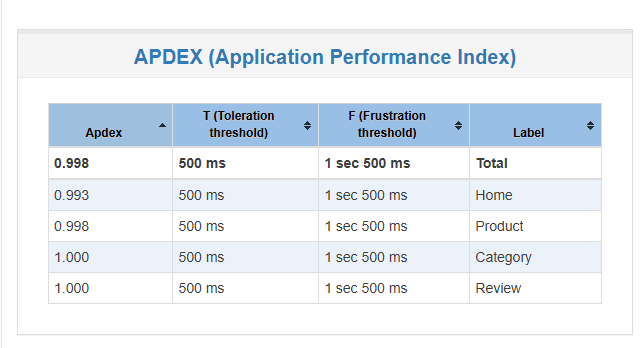 APDEX (Application Performance Index)
Apdex T (Toleration threshold) F (Frustration threshold) Label
0.998 500 ms 1 sec 500 ms Total
0.993 500 ms 1 sec 500 ms Home
0.998 500 ms 1 sec 500 ms Product
1.000 500 ms 1 sec 500 ms Category
1.000 500 ms 1 sec 500 ms Review